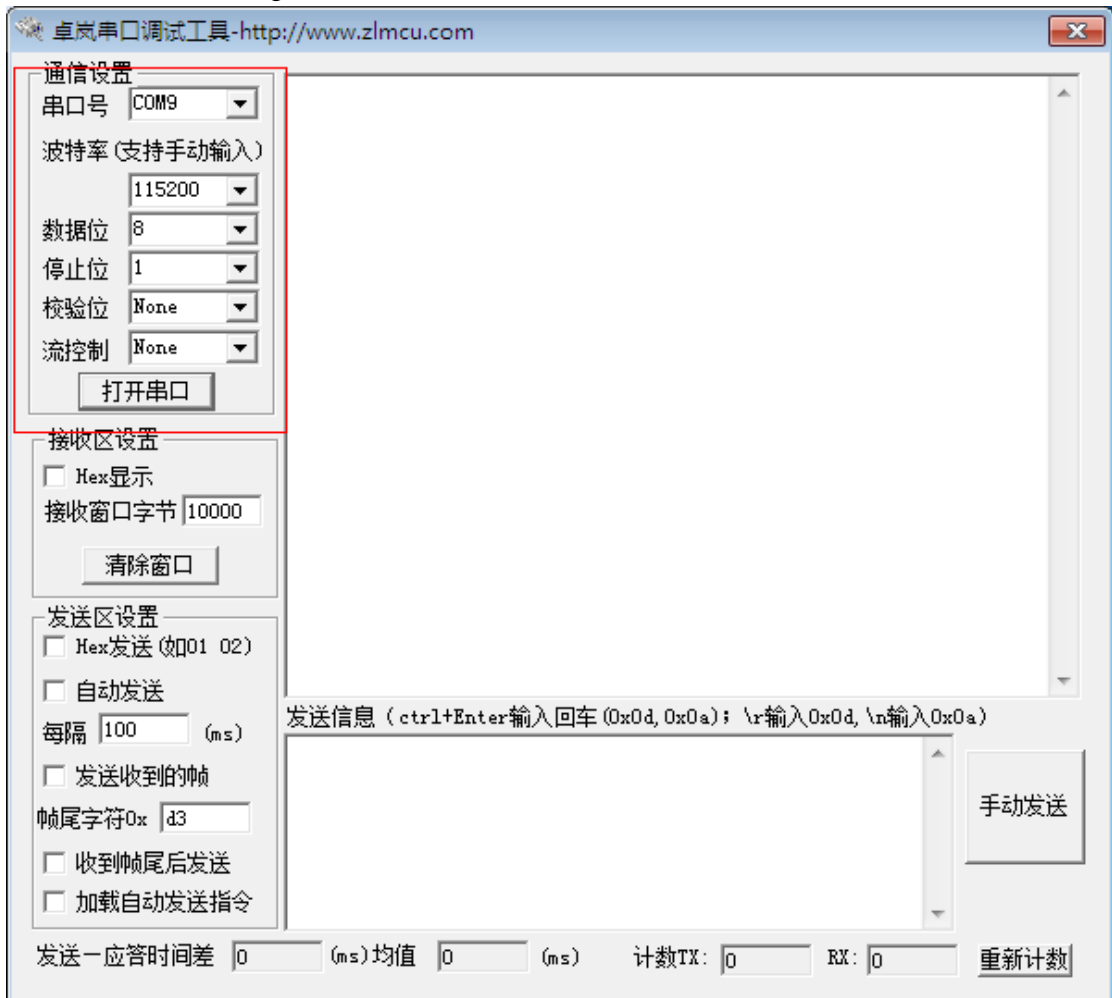 卓岚串口调试工具-http://www.zlmcu.com
通信设置
串口号 COM9
波特率(支持手动输入)
115200
数据位 8
停止位 1
校验位 None
流控制 None
打开串口
接收区设置
Hex显示
接收窗口字节 10000
清除窗口
发送区设置
Hex发送(如01 02)
自动发送
每隔 100 (ms)
发送收到的帧
帧尾字符0x d3
收到帧尾后发送
加载自动发送指令
发送信息（ctrl+Enter输入回车(0x0d,0x0a)；\r输入0x0d,\n输入0x0a）
手动发送
发送一应答时间差 0 (ms)均值 0 (ms) 计数TX: 0 RX: 0 重新计数